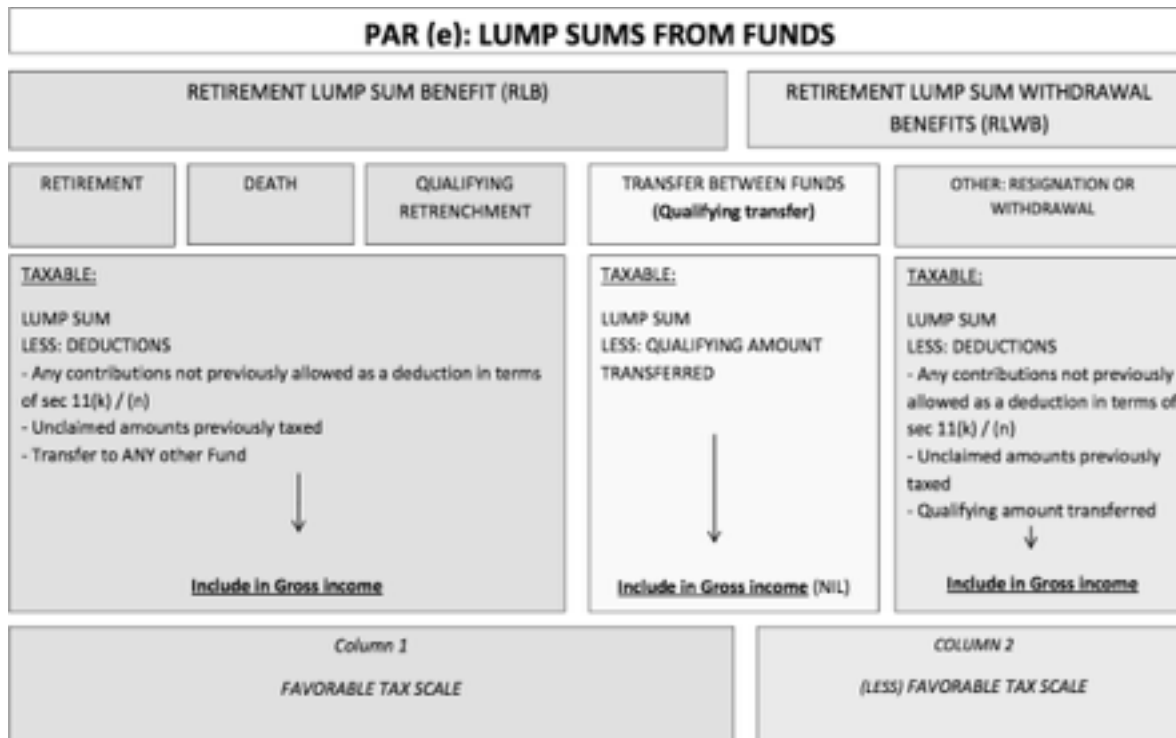 PAR (e): LUMP SUMS FROM FUNDS
RETIREMENT LUMP SUM BENEFIT (RLB)
RETIREMENT LUMP SUM WITHDRAWAL
BENEFITS (RLWB)
RETIREMENT
DEATH
QUALIFYING
RETRENCHMENT
TRANSFER BETWEEN FUNDS
(Qualifying transfer)
OTHER: RESIGNATION OR
WITHDRAWAL
TAXABLE:
LUMP SUM
LESS: DEDUCTIONS
- Any contributions not previously allowed as a deduction in terms
of sec 11(k) / (n)
- Unclaimed amounts previously taxed
- Transfer to ANY other Fund
Include in Gross income
TAXABLE:
LUMP SUM
LESS: QUALIFYING AMOUNT
TRANSFERRED
Include in Gross income (NIL)
TAXABLE:
LUMP SUM
LESS: DEDUCTIONS
- Any contributions not previously
allowed as a deduction in terms of
sec 11(k) / (n)
- Unclaimed amounts previously
taxed
- Qualifying amount transferred
Include in Gross income
Column 1
FAVORABLE TAX SCALE
COLUMN 2
(LESS) FAVORABLE TAX SCALE